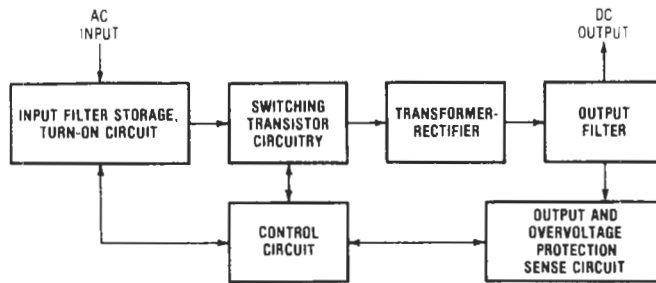 AC
INPUT
DC
OUTPUT
INPUT FILTER STORAGE,
TURN-ON CIRCUIT
SWITCHING
TRANSISTOR
CIRCUITRY
TRANSFORMER-
RECTIFIER
OUTPUT
FILTER
CONTROL
CIRCUIT
OUTPUT AND
OVERVOLTAGE
PROTECTION
SENSE CIRCUIT